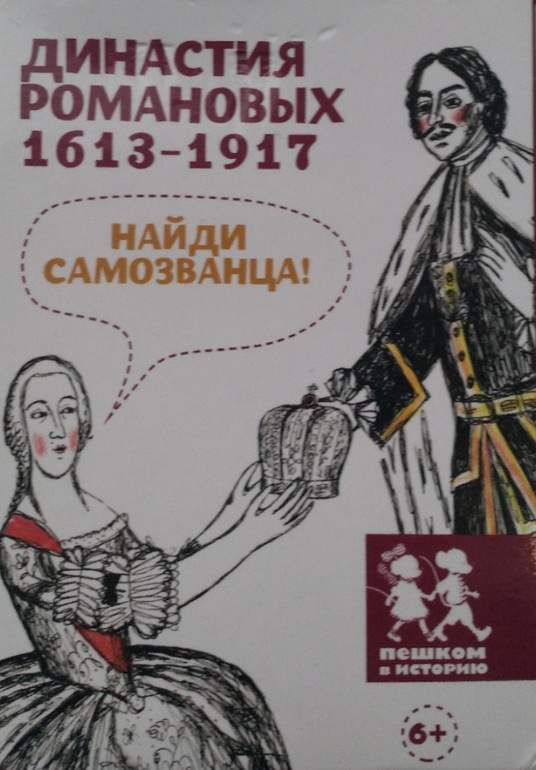 ДИНАСТИЯ
РОМАНОВЫХ
1613-1917
НАЙДИ
САМОЗВАНЦА!
пешком
в историю
6+